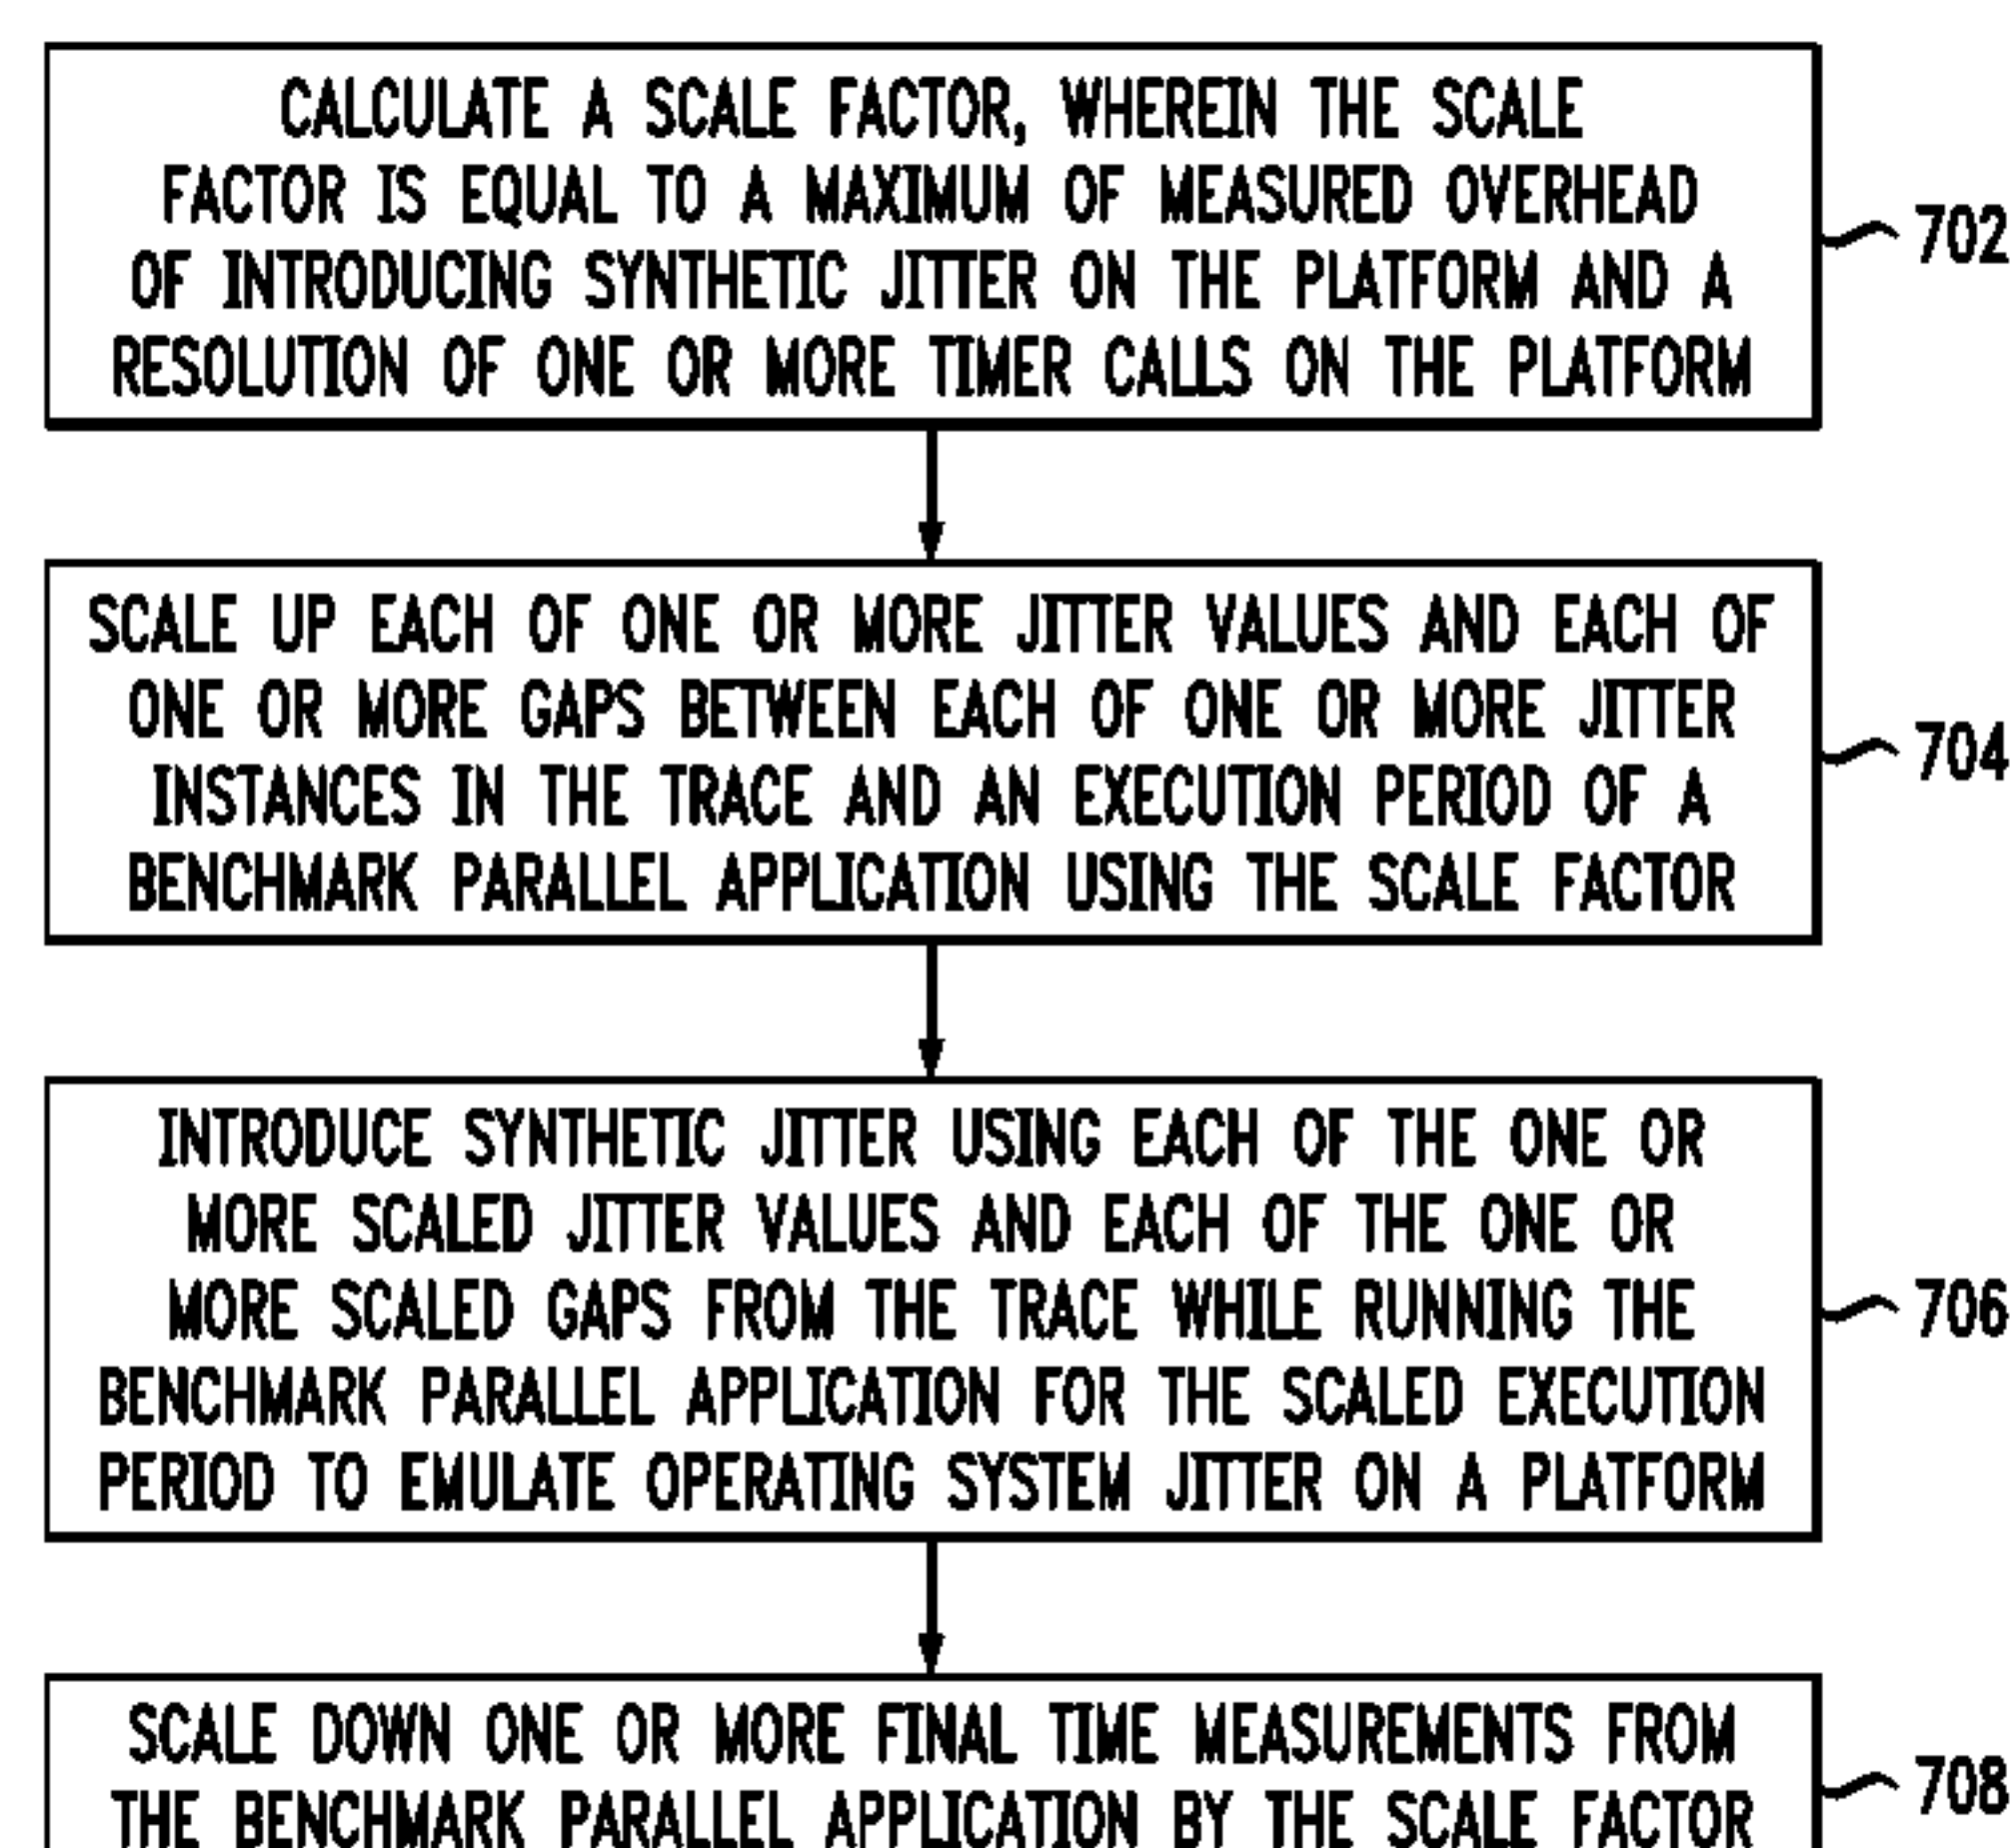 CALCULATE A SCALE FACTOR, WHEREIN THE SCALE
FACTOR IS EQUAL TO A MAXIMUM OF MEASURED OVERHEAD
OF INTRODUCING SYNTHETIC JITTER ON THE PLATFORM AND A
RESOLUTION OF ONE OR MORE TIMER CALLS ON THE PLATFORM
702
SCALE UP EACH OF ONE OR MORE JITTER VALUES AND EACH OF
ONE OR MORE GAPS BETWEEN EACH OF ONE OR MORE JITTER
INSTANCES IN THE TRACE AND AN EXECUTION PERIOD OF A
BENCHMARK PARALLEL APPLICATION USING THE SCALE FACTOR
704
INTRODUCE SYNTHETIC JITTER USING EACH OF THE ONE OR
MORE SCALED JITTER VALUES AND EACH OF THE ONE OR
MORE SCALED GAPS FROM THE TRACE WHILE RUNNING THE
BENCHMARK PARALLEL APPLICATION FOR THE SCALED EXECUTION
PERIOD TO EMULATE OPERATING SYSTEM JITTER ON A PLATFORM
706
SCALE DOWN ONE OR MORE FINAL TIME MEASUREMENTS FROM
THE BENCHMARK PARALLEL APPLICATION BY THE SCALE FACTOR
708